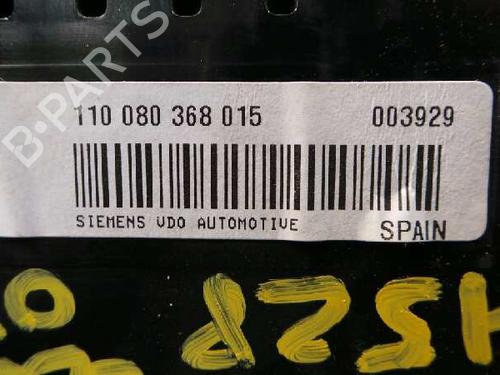 B-PARTS
110 080 368 015 003929
SIEMENS VDO AUTOMOTIVE SPAIN